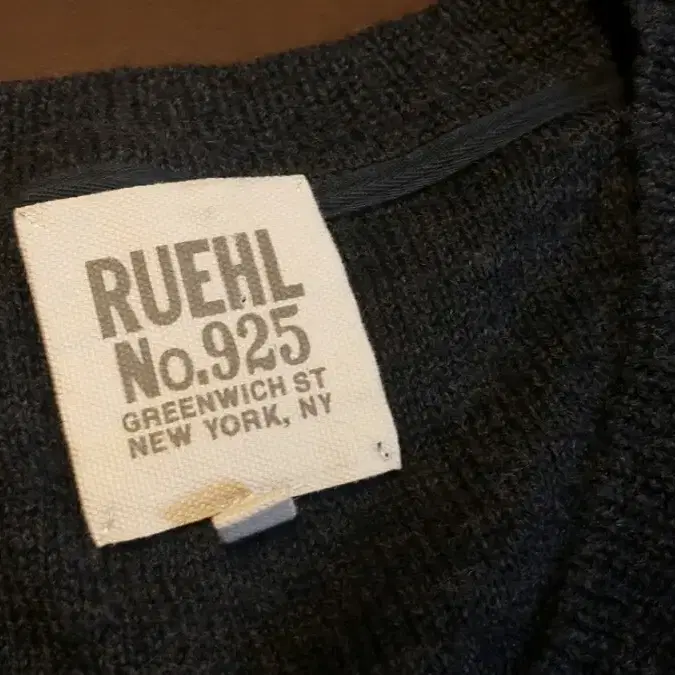 RUEHL
No.925
GREENWICH ST
NEW YORK, NY